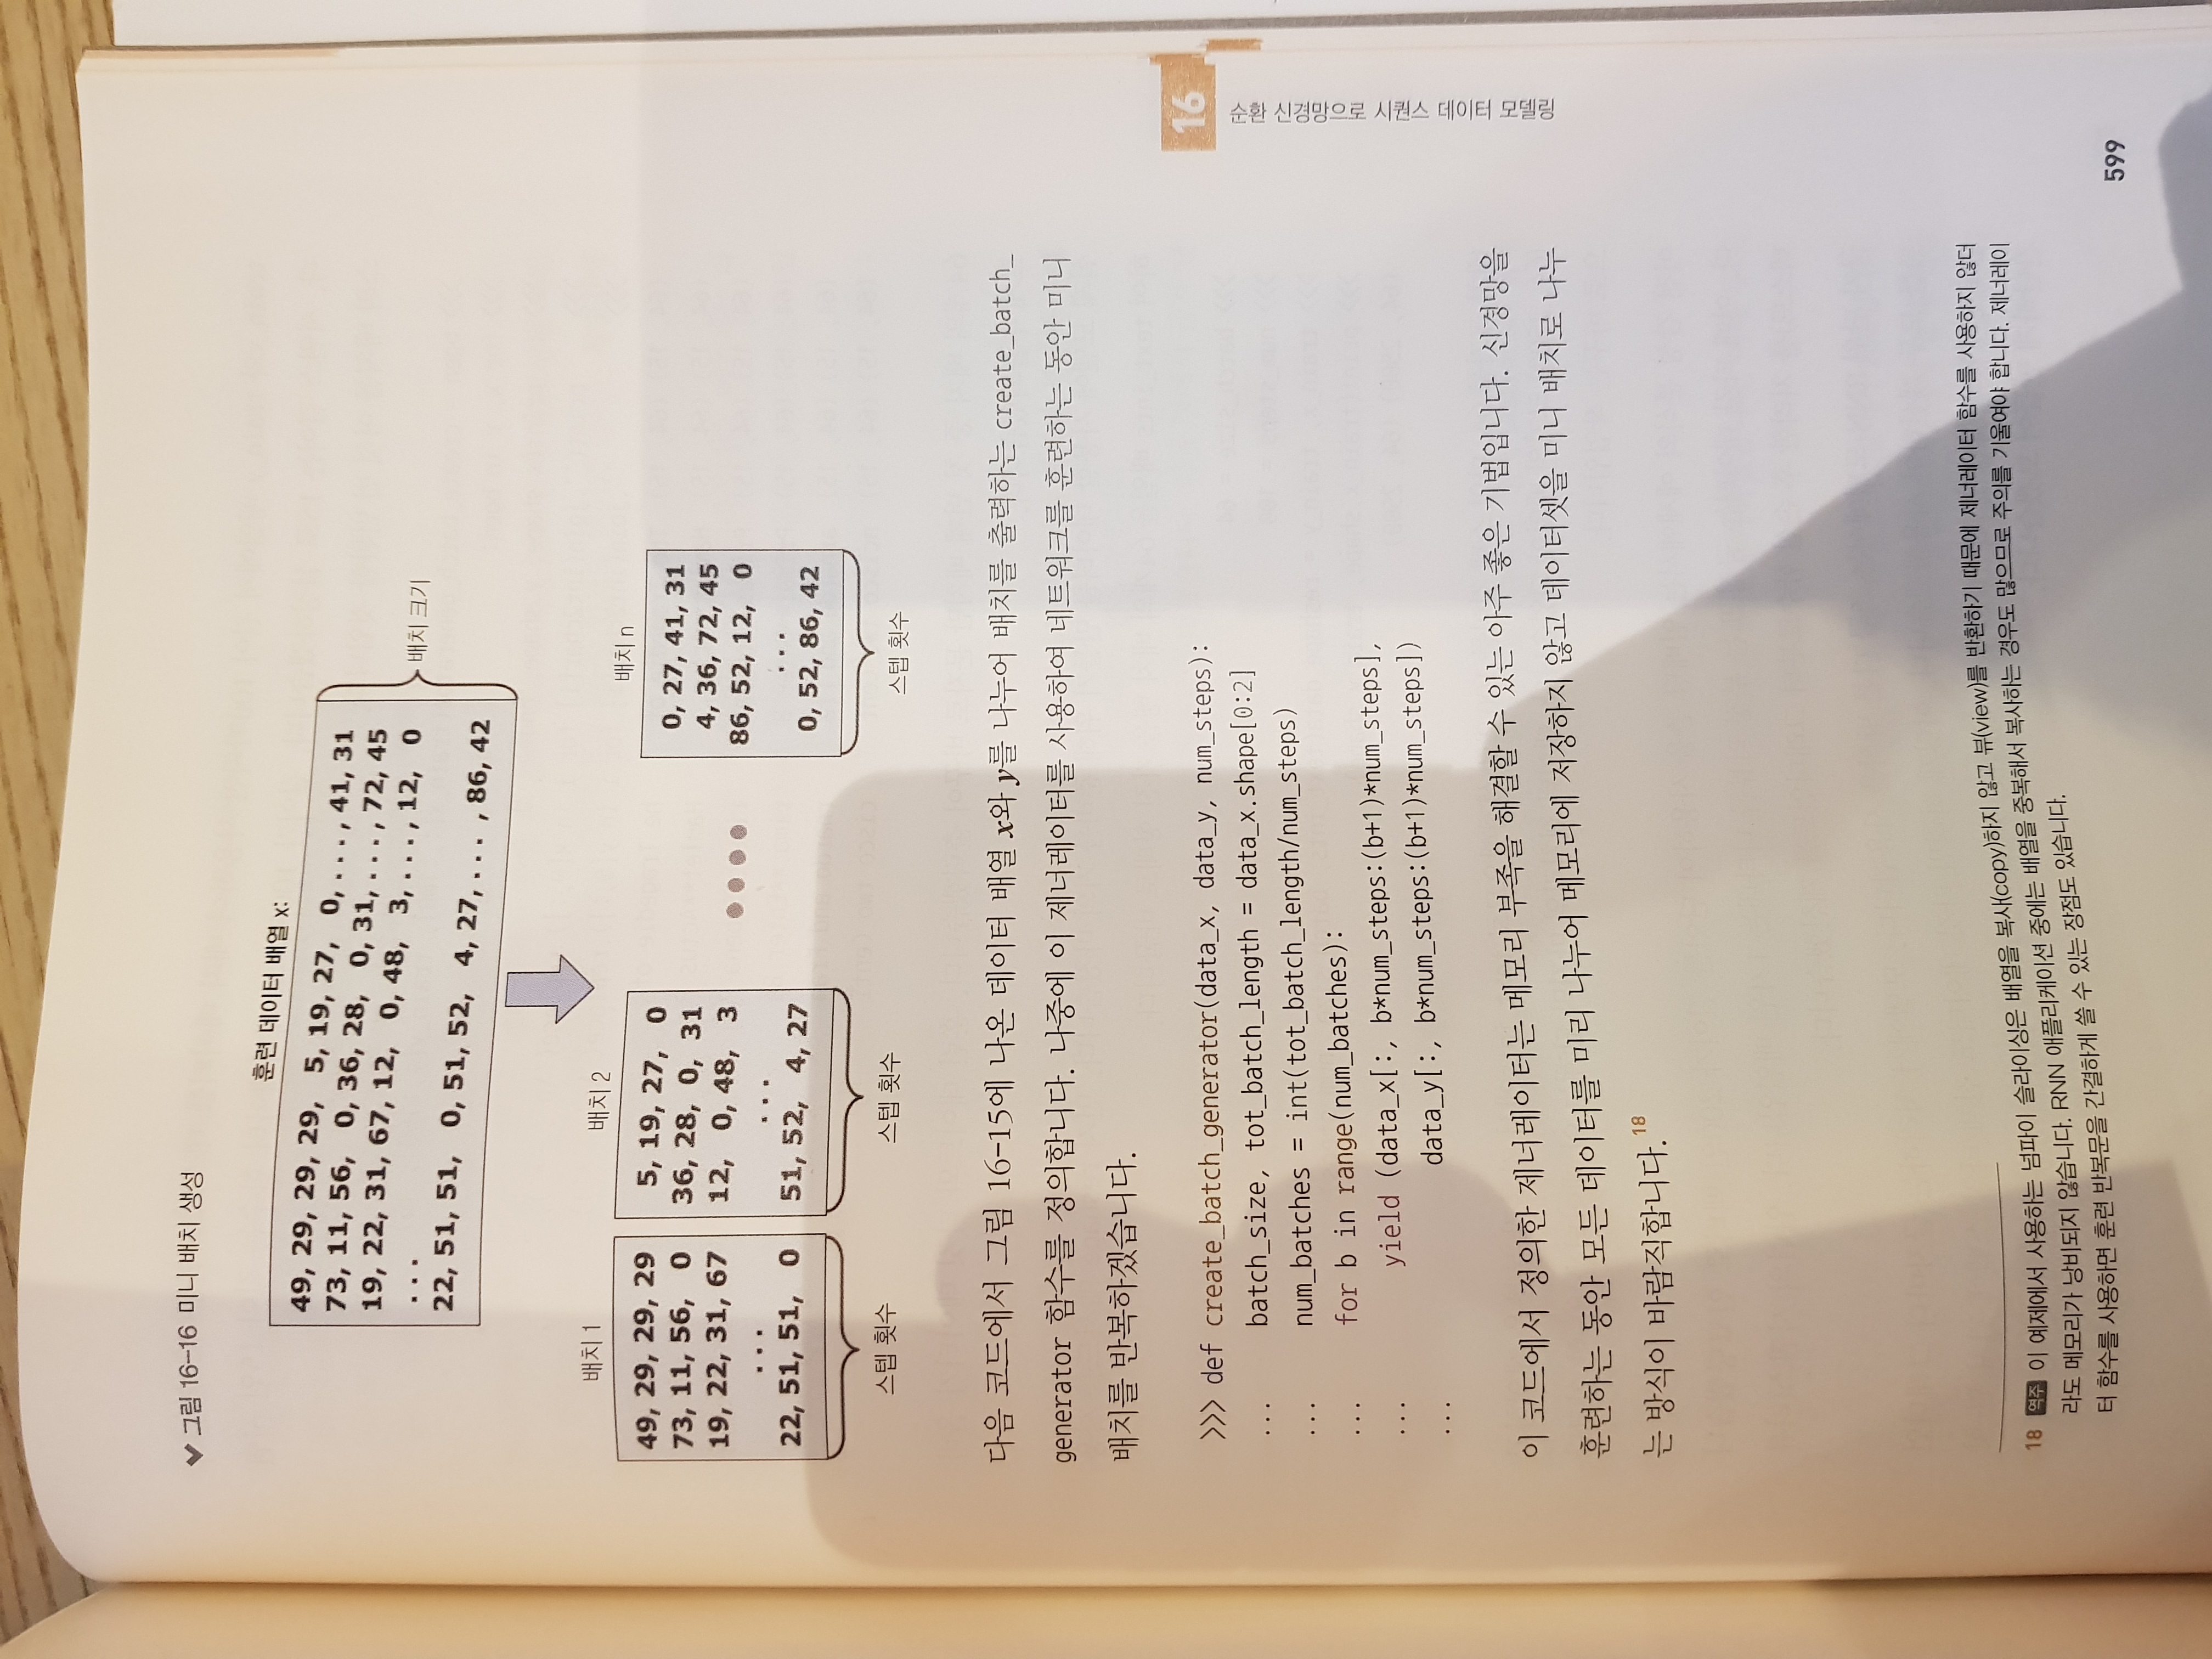 그림 16-16 미니 배치 생성
훈련 데이터 배열 x:
49, 29, 29, 29, 5, 19, 27, 0, . . . , 41, 31
73, 11, 56, 0, 36, 28, 0, 31, . . . , 72, 45
19, 22, 31, 67, 12, 0, 48, 3, . . . , 12, 0
. . .
22, 51, 51, 0, 51, 52, 4, 27, . . . , 86, 42
배치 크기
배치 1
49, 29, 29, 29
73, 11, 56, 0
19, 22, 31, 67
. . .
22, 51, 51, 0
스텝 횟수
배치 2
5, 19, 27, 0
36, 28, 0, 31
12, 0, 48, 3
. . .
51, 52, 4, 27
스텝 횟수
배치 n
0, 27, 41, 31
4, 36, 72, 45
86, 52, 12, 0
. . .
0, 52, 86, 42
스텝 횟수
다음 코드에서 그림 16-15에 나온 데이터 배열 x와 y를 나누어 배치를 출력하는 create_batch_
generator 함수를 정의합니다. 나중에 이 제너레이터를 사용하여 네트워크를 훈련하는 동안 미니
배치를 반복하겠습니다.
>>> def create_batch_generator(data_x, data_y, num_steps):
...     batch_size, tot_batch_length = data_x.shape[0:2]
...     num_batches = int(tot_batch_length/num_steps)
...     for b in range(num_batches):
...         yield (data_x[:, b*num_steps:(b+1)*num_steps],
...                data_y[:, b*num_steps:(b+1)*num_steps])
이 코드에서 정의한 제너레이터는 메모리 부족을 해결할 수 있는 아주 좋은 기법입니다. 신경망을
훈련하는 동안 모든 데이터를 미리 나누어 메모리에 저장하지 않고 데이터셋을 미니 배치로 나누
는 방식이 바람직합니다.18
18 역주 이 예제에서 사용하는 넘파이 슬라이싱은 배열을 복사(copy)하지 않고 뷰(view)를 반환하기 때문에 제너레이터 함수를 사용하지 않더
라도 메모리가 낭비되지 않습니다. RNN 애플리케이션 중에는 배열을 중복해서 복사하는 경우도 많으므로 주의를 기울여야 합니다. 제너레이
터 함수를 사용하면 훈련 반복문을 간결하게 쓸 수 있는 장점도 있습니다.
16
순환 신경망으로 시퀀스 데이터 모델링
599